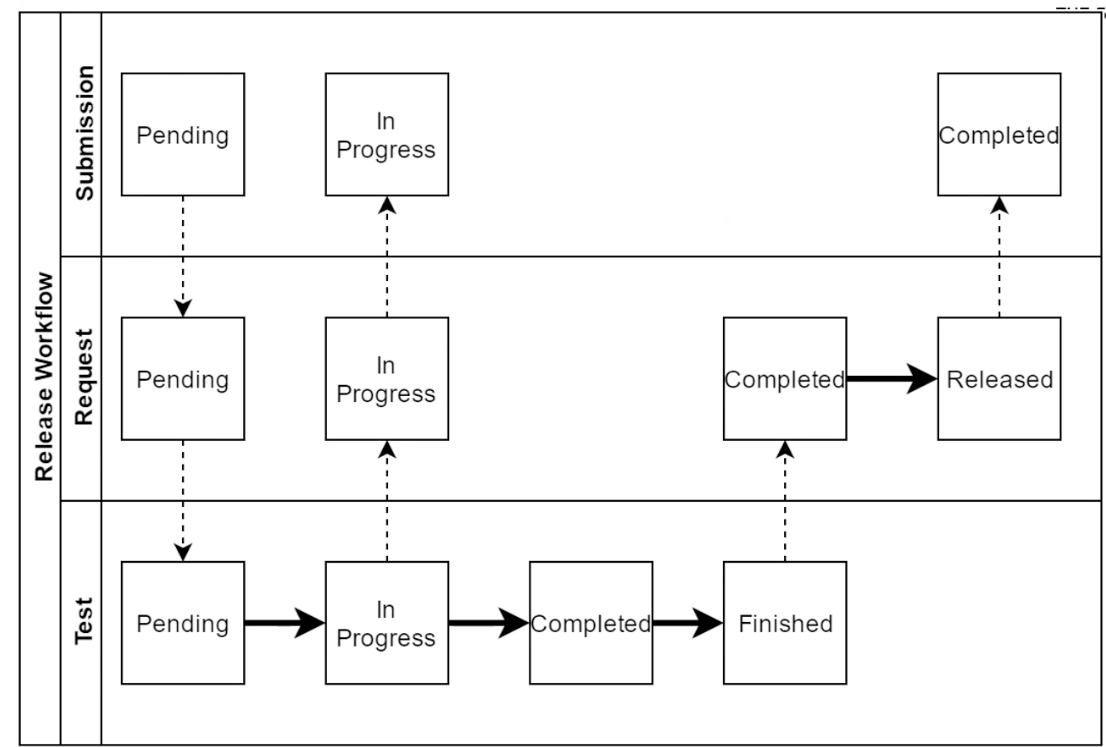 Release Workflow
Submission
Pending
In
Progress
Completed
Request
Pending
In
Progress
Completed
Released
Test
Pending
In
Progress
Completed
Finished